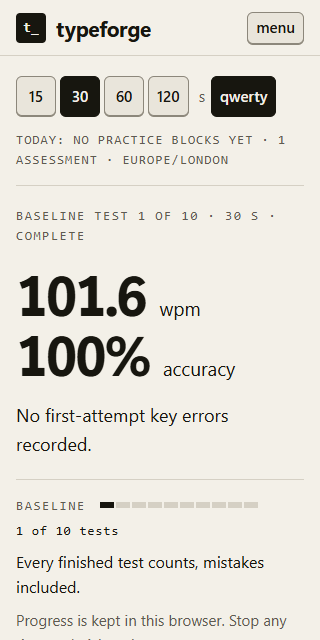 t_ typeforge menu
15 30 60 120 s qwerty
TODAY: NO PRACTICE BLOCKS YET · 1
ASSESSMENT · EUROPE/LONDON
BASELINE TEST 1 OF 10 · 30 S ·
COMPLETE
101.6 wpm
100% accuracy
No first-attempt key errors
recorded.
BASELINE
1 of 10 tests
Every finished test counts, mistakes
included.
Progress is kept in this browser. Stop any